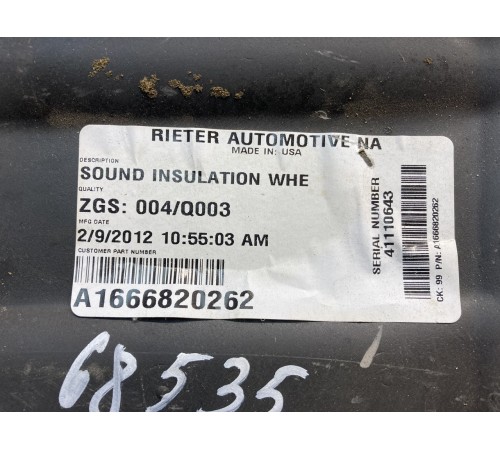 RIETER AUTOMOTIVE NA
MADE IN: USA
DESCRIPTION
SOUND INSULATION WHE
QUALITY
ZGS: 004/Q003
MFG DATE
2/9/2012 10:55:03 AM
CUSTOMER PART NUMBER
A1666820262
SERIAL NUMBER
41110643
CK: 99 P/N: A1666820262
68535